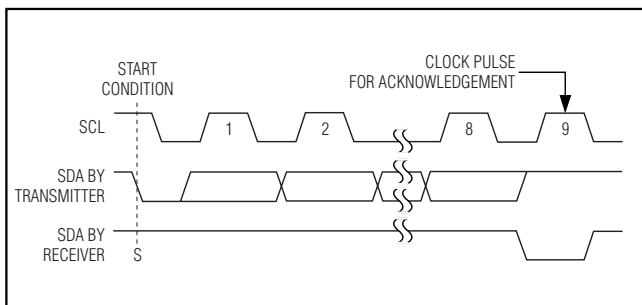 START
CONDITION
CLOCK PULSE
FOR ACKNOWLEDGEMENT
SCL
1
2
8
9
SDA BY
TRANSMITTER
SDA BY
RECEIVER
S